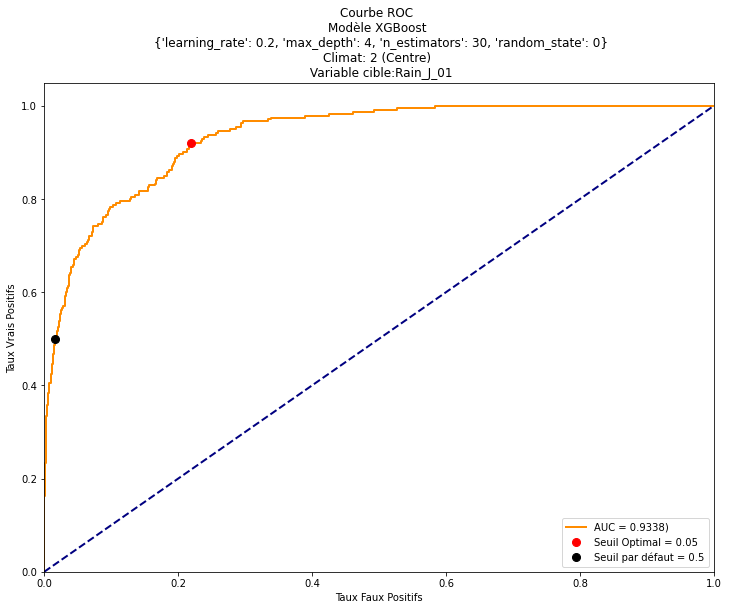 Courbe ROC
Modèle XGBoost
{'learning_rate': 0.2, 'max_depth': 4, 'n_estimators': 30, 'random_state': 0}
Climat: 2 (Centre)
Variable cible:Rain_J_01
Taux Vrais Positifs
1.0
0.8
0.6
0.4
0.2
0.0
0.0 0.2 0.4 0.6 0.8 1.0
Taux Faux Positifs
AUC = 0.9338)
Seuil Optimal = 0.05
Seuil par défaut = 0.5